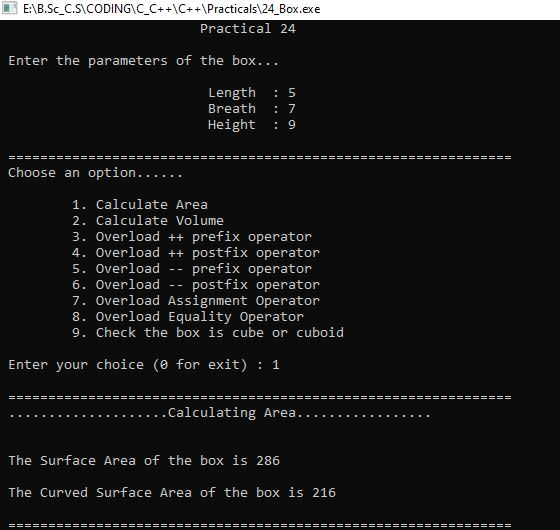 E:\B.Sc_C.S\CODING\C_C++\C++\Practicals\24_Box.exe
Practical 24
Enter the parameters of the box...
Length  : 5
Breath  : 7
Height  : 9
===============================================================
Choose an option......
1. Calculate Area
2. Calculate Volume
3. Overload ++ prefix operator
4. Overload ++ postfix operator
5. Overload -- prefix operator
6. Overload -- postfix operator
7. Overload Assignment Operator
8. Overload Equality Operator
9. Check the box is cube or cuboid
Enter your choice (0 for exit) : 1
===============================================================
....................Calculating Area.................
The Surface Area of the box is 286
The Curved Surface Area of the box is 216
===============================================================